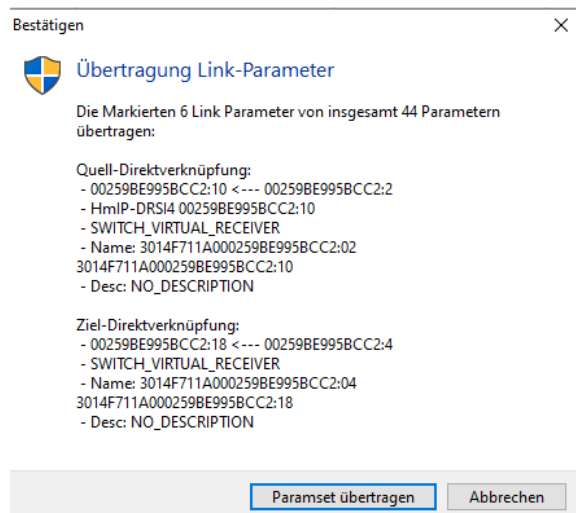 Bestätigen
Übertragung Link-Parameter
Die Markierten 6 Link Parameter von insgesamt 44 Parametern
übertragen:
Quell-Direktverknüpfung:
- 00259BE995BCC2:10 <--- 00259BE995BCC2:2
- HmIP-DRSI4 00259BE995BCC2:10
- SWITCH_VIRTUAL_RECEIVER
- Name: 3014F711A000259BE995BCC2:02
3014F711A000259BE995BCC2:10
- Desc: NO_DESCRIPTION
Ziel-Direktverknüpfung:
- 00259BE995BCC2:18 <--- 00259BE995BCC2:4
- SWITCH_VIRTUAL_RECEIVER
- Name: 3014F711A000259BE995BCC2:04
3014F711A000259BE995BCC2:18
- Desc: NO_DESCRIPTION
Paramset übertragen Abbrechen